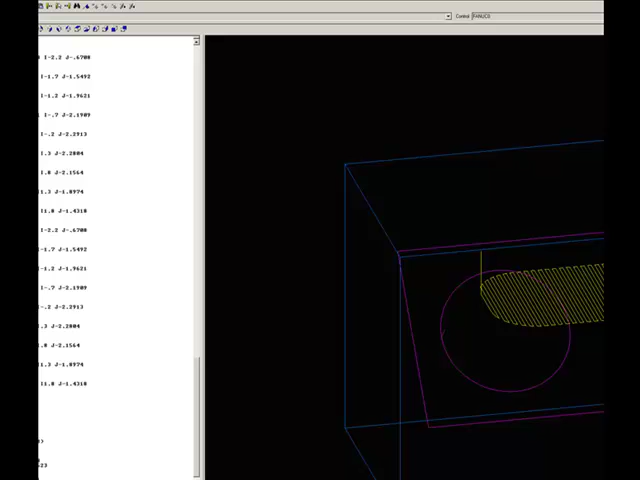 Control FANUC0
I-2.2 J-.6708
I-1.7 J-1.5492
I-1.2 J-1.9621
I-.7 J-2.1909
I-.2 J-2.2913
I.3 J-2.2804
I.8 J-2.1564
I1.3 J-1.8974
I1.8 J-1.4318
I-2.2 J-.6708
I-1.7 J-1.5492
I-1.2 J-1.9621
I-.7 J-2.1909
I-.2 J-2.2913
.3 J-2.2804
.8 J-2.1564
I1.3 J-1.8974
I1.8 J-1.4318